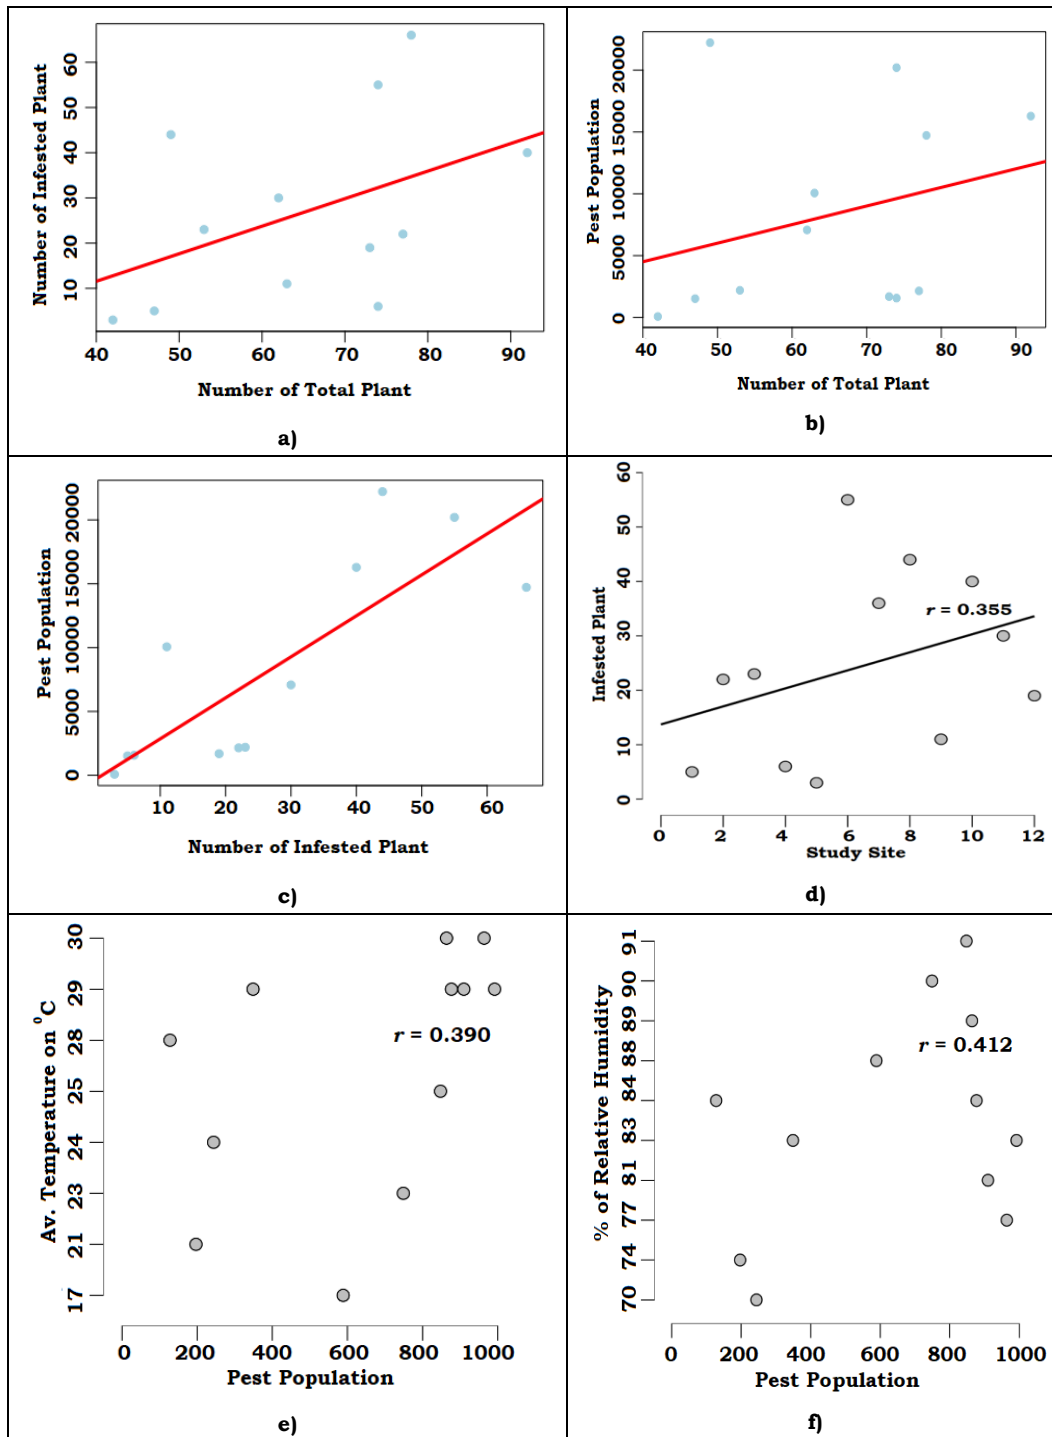 Number of Infested Plant
60
50
40
30
20
10
40 50 60 70 80 90
Number of Total Plant
a)
Pest Population
20000
15000
10000
5000
0
40 50 60 70 80 90
Number of Total Plant
b)
Pest Population
20000
15000
10000
5000
0
10 20 30 40 50 60
Number of Infested Plant
c)
Infested Plant
60
50
40
30
20
10
0
r = 0.355
0 2 4 6 8 10 12
Study Site
d)
Av. Temperature on ⁰C
30
29
28
25
24
23
21
17
r = 0.390
0 200 400 600 800 1000
Pest Population
e)
% of Relative Humidity
91
90
89
88
84
83
81
77
74
70
r = 0.412
0 200 400 600 800 1000
Pest Population
f)